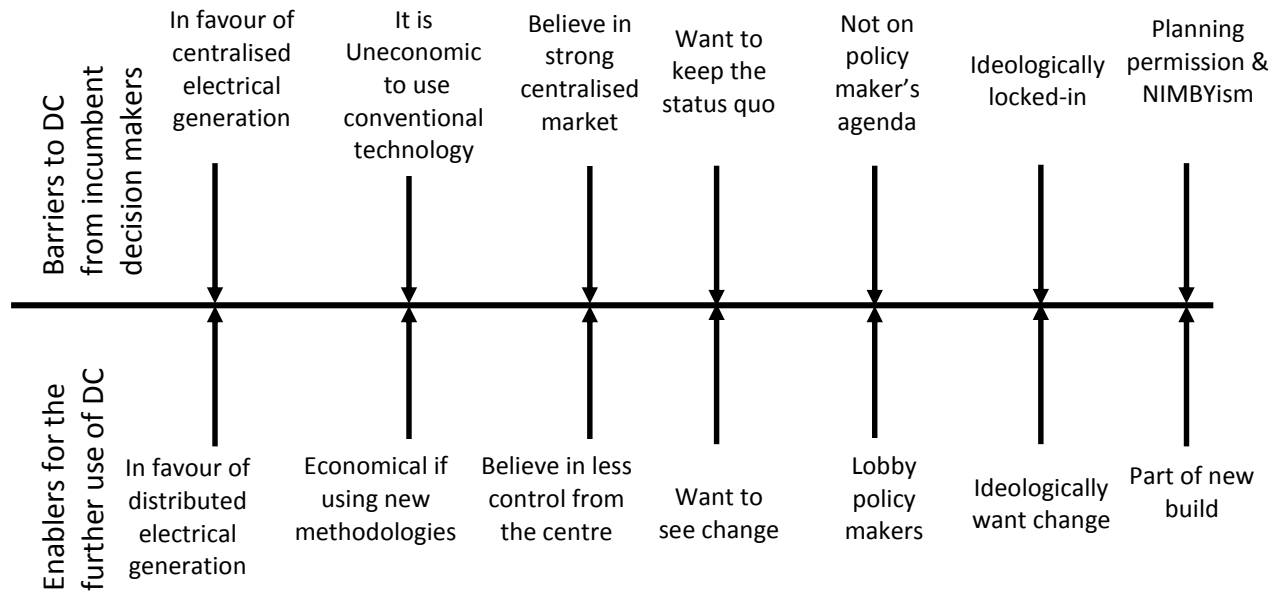 Barriers to DC
from incumbent
decision makers
In favour of
centralised
electrical
generation
It is
Uneconomic
to use
conventional
technology
Believe in
strong
centralised
market
Want to
keep the
status quo
Not on
policy
maker's
agenda
Ideologically
locked-in
Planning
permission &
NIMBYism
Enablers for the
further use of DC
In favour of
distributed
electrical
generation
Economical if
using new
methodologies
Believe in less
control from
the centre
Want to
see change
Lobby
policy
makers
Ideologically
want change
Part of new
build